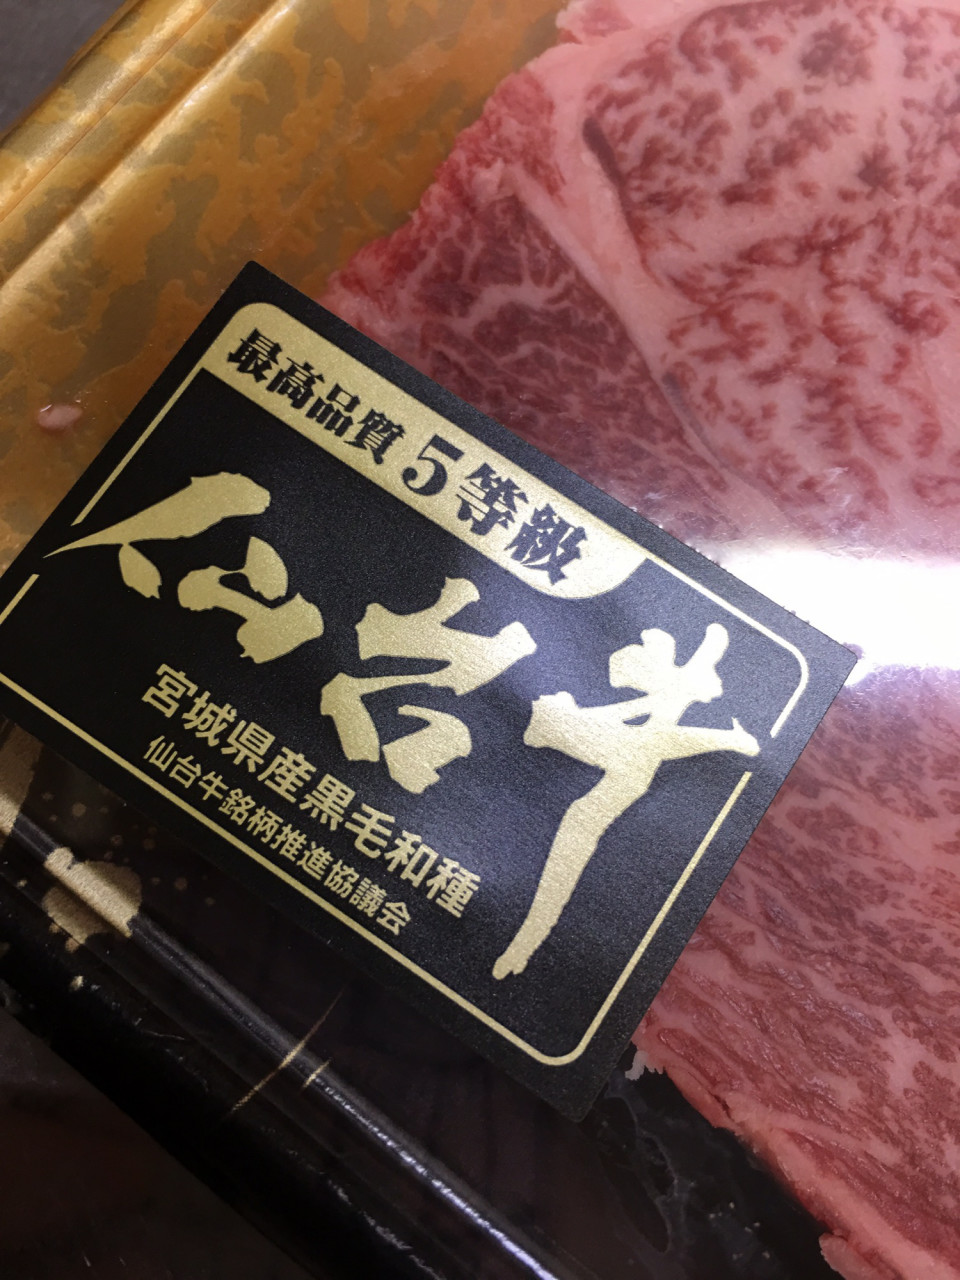 最高品質5等級
仙台牛
宮城県産黒毛和種
仙台牛銘柄推進協議会